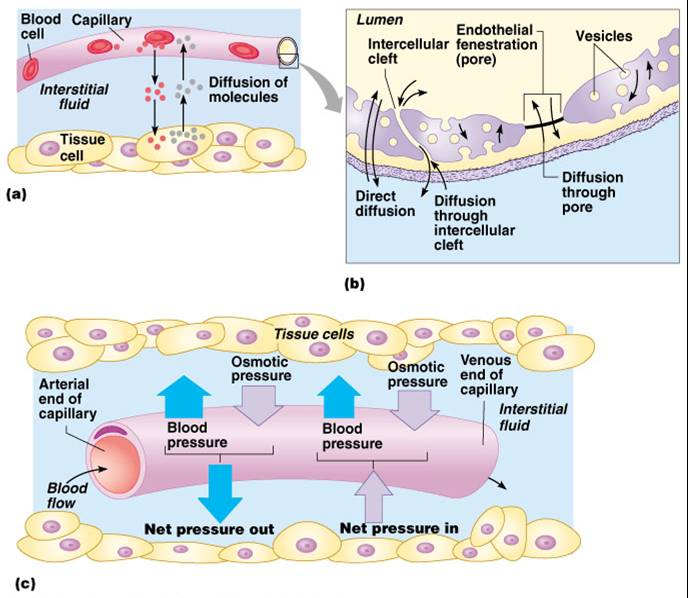 Blood
cell
Capillary
Interstitial
fluid
Diffusion of
molecules
Tissue
cell
(a)
Lumen
Intercellular
cleft
Endothelial
fenestration
(pore)
Vesicles
Direct
diffusion
Diffusion
through
intercellular
cleft
Diffusion
through
pore
(b)
Tissue cells
Arterial
end of
capillary
Osmotic
pressure
Osmotic
pressure
Venous
end of
capillary
Interstitial
fluid
Blood
pressure
Blood
pressure
Blood
flow
Net pressure out
Net pressure in
(c)